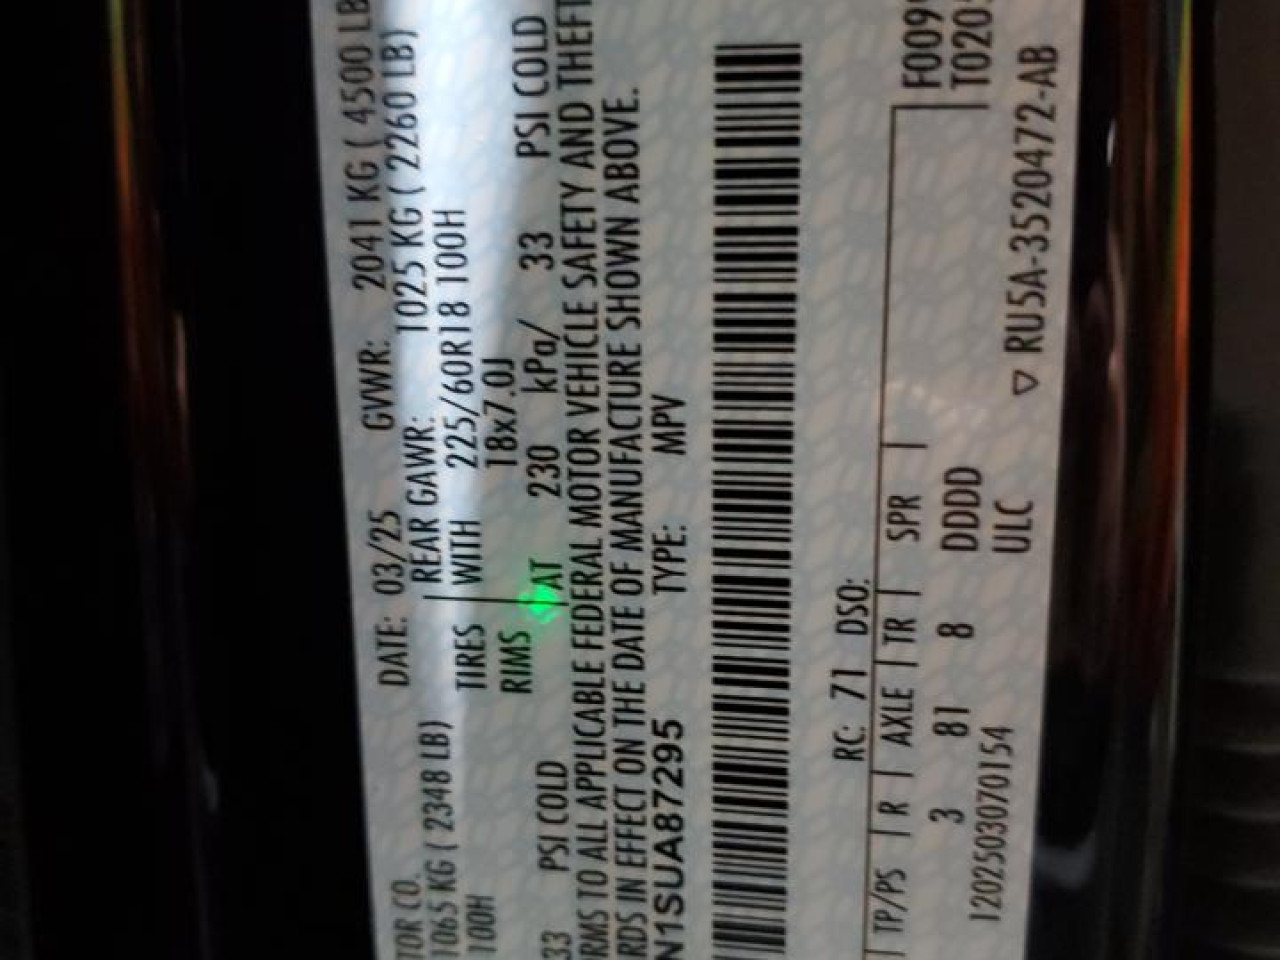 TOR CO. DATE: 03/25 GVWR: 2041 KG ( 4500 LB
1065 KG ( 2348 LB) REAR GAWR: 1025 KG ( 2260 LB)
100H TIRES WITH 225/60R18 100H
RIMS 18x7.0J
33 PSI COLD AT 230 kPa/ 33 PSI COLD
RMS TO ALL APPLICABLE FEDERAL MOTOR VEHICLE SAFETY AND THEFT
RDS IN EFFECT ON THE DATE OF MANUFACTURE SHOWN ABOVE.
N1SUA87295 TYPE: MPV
RC: 71 DSO:
TP/PS R AXLE TR SPR F009
3 81 8 DDDD T020
1202503070154 ULC
▽ RU5A-3520472-AB